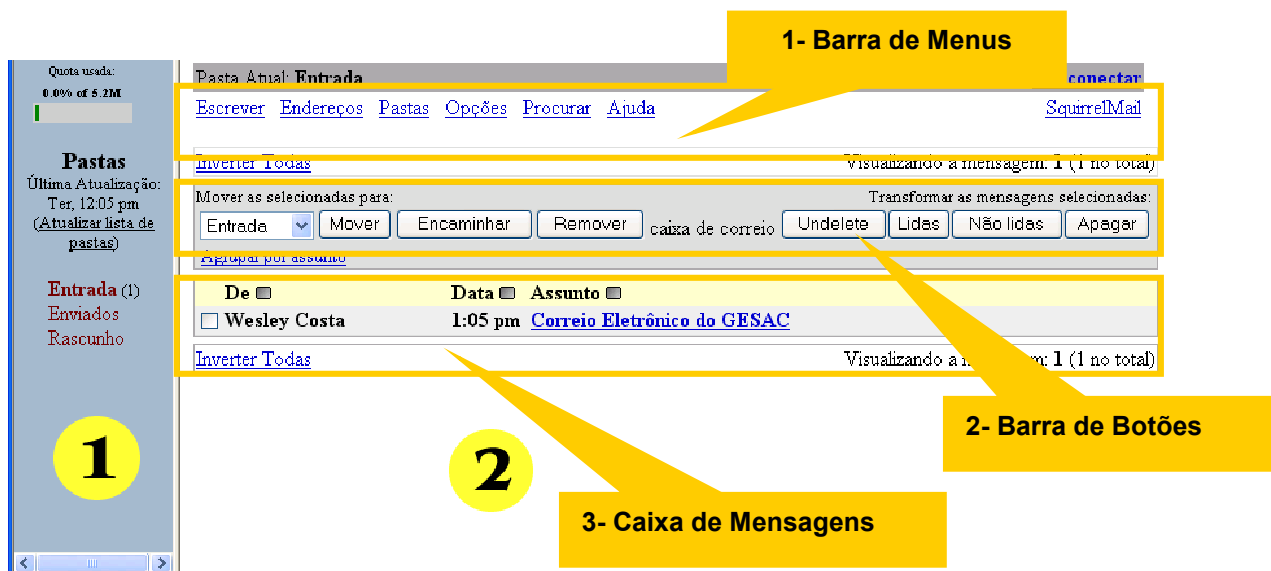 1- Barra de Menus
Quota usada:
0.0% of 5.2M
Pastas
Última Atualização:
Ter, 12:05 pm
(Atualizar lista de
pastas)
Entrada (1)
Enviados
Rascunho
1
Pasta Atual: Entrada conectar
Escrever Endereços Pastas Opções Procurar Ajuda SquirrelMail
Inverter Todas Visualizando a mensagem: 1 (1 no total)
Mover as selecionadas para: Transformar as mensagens selecionadas:
Entrada Mover Encaminhar Remover caixa de correio Undelete Lidas Não lidas Apagar
Agrupar por assunto
De Data Assunto
Wesley Costa 1:05 pm Correio Eletrônico do GESAC
Inverter Todas Visualizando a m m: 1 (1 no total)
2- Barra de Botões
2
3- Caixa de Mensagens